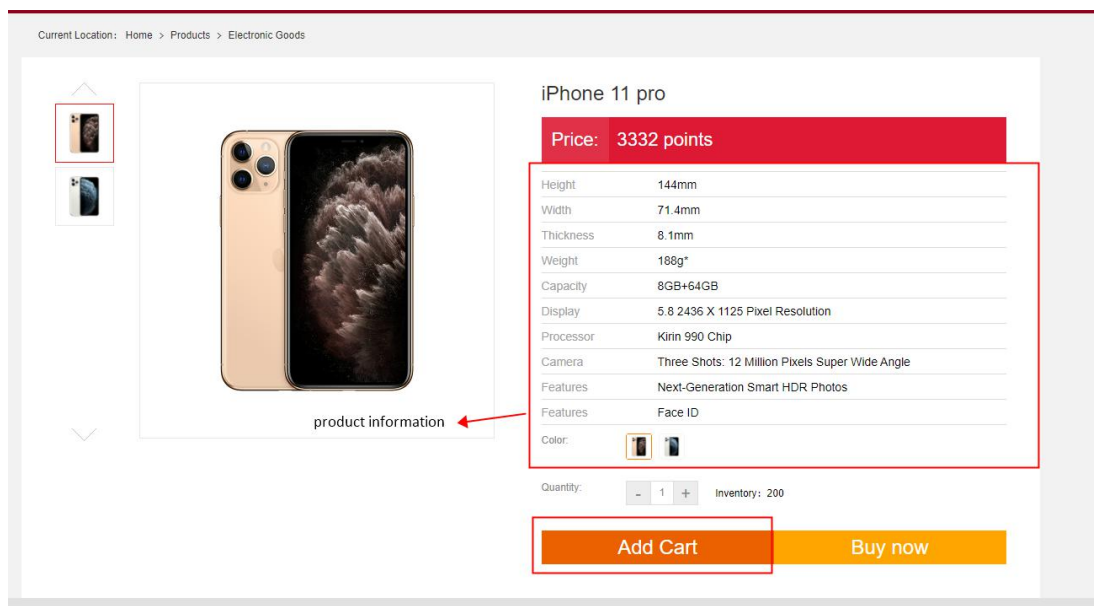 Current Location： Home > Products > Electronic Goods
iPhone 11 pro
Price: 3332 points
Height 144mm
Width 71.4mm
Thickness 8.1mm
Weight 188g*
Capacity 8GB+64GB
Display 5.8 2436 X 1125 Pixel Resolution
Processor Kirin 990 Chip
Camera Three Shots: 12 Million Pixels Super Wide Angle
Features Next-Generation Smart HDR Photos
Features Face ID
product information
Color:
Quantity: - 1 + Inventory：200
Add Cart Buy now